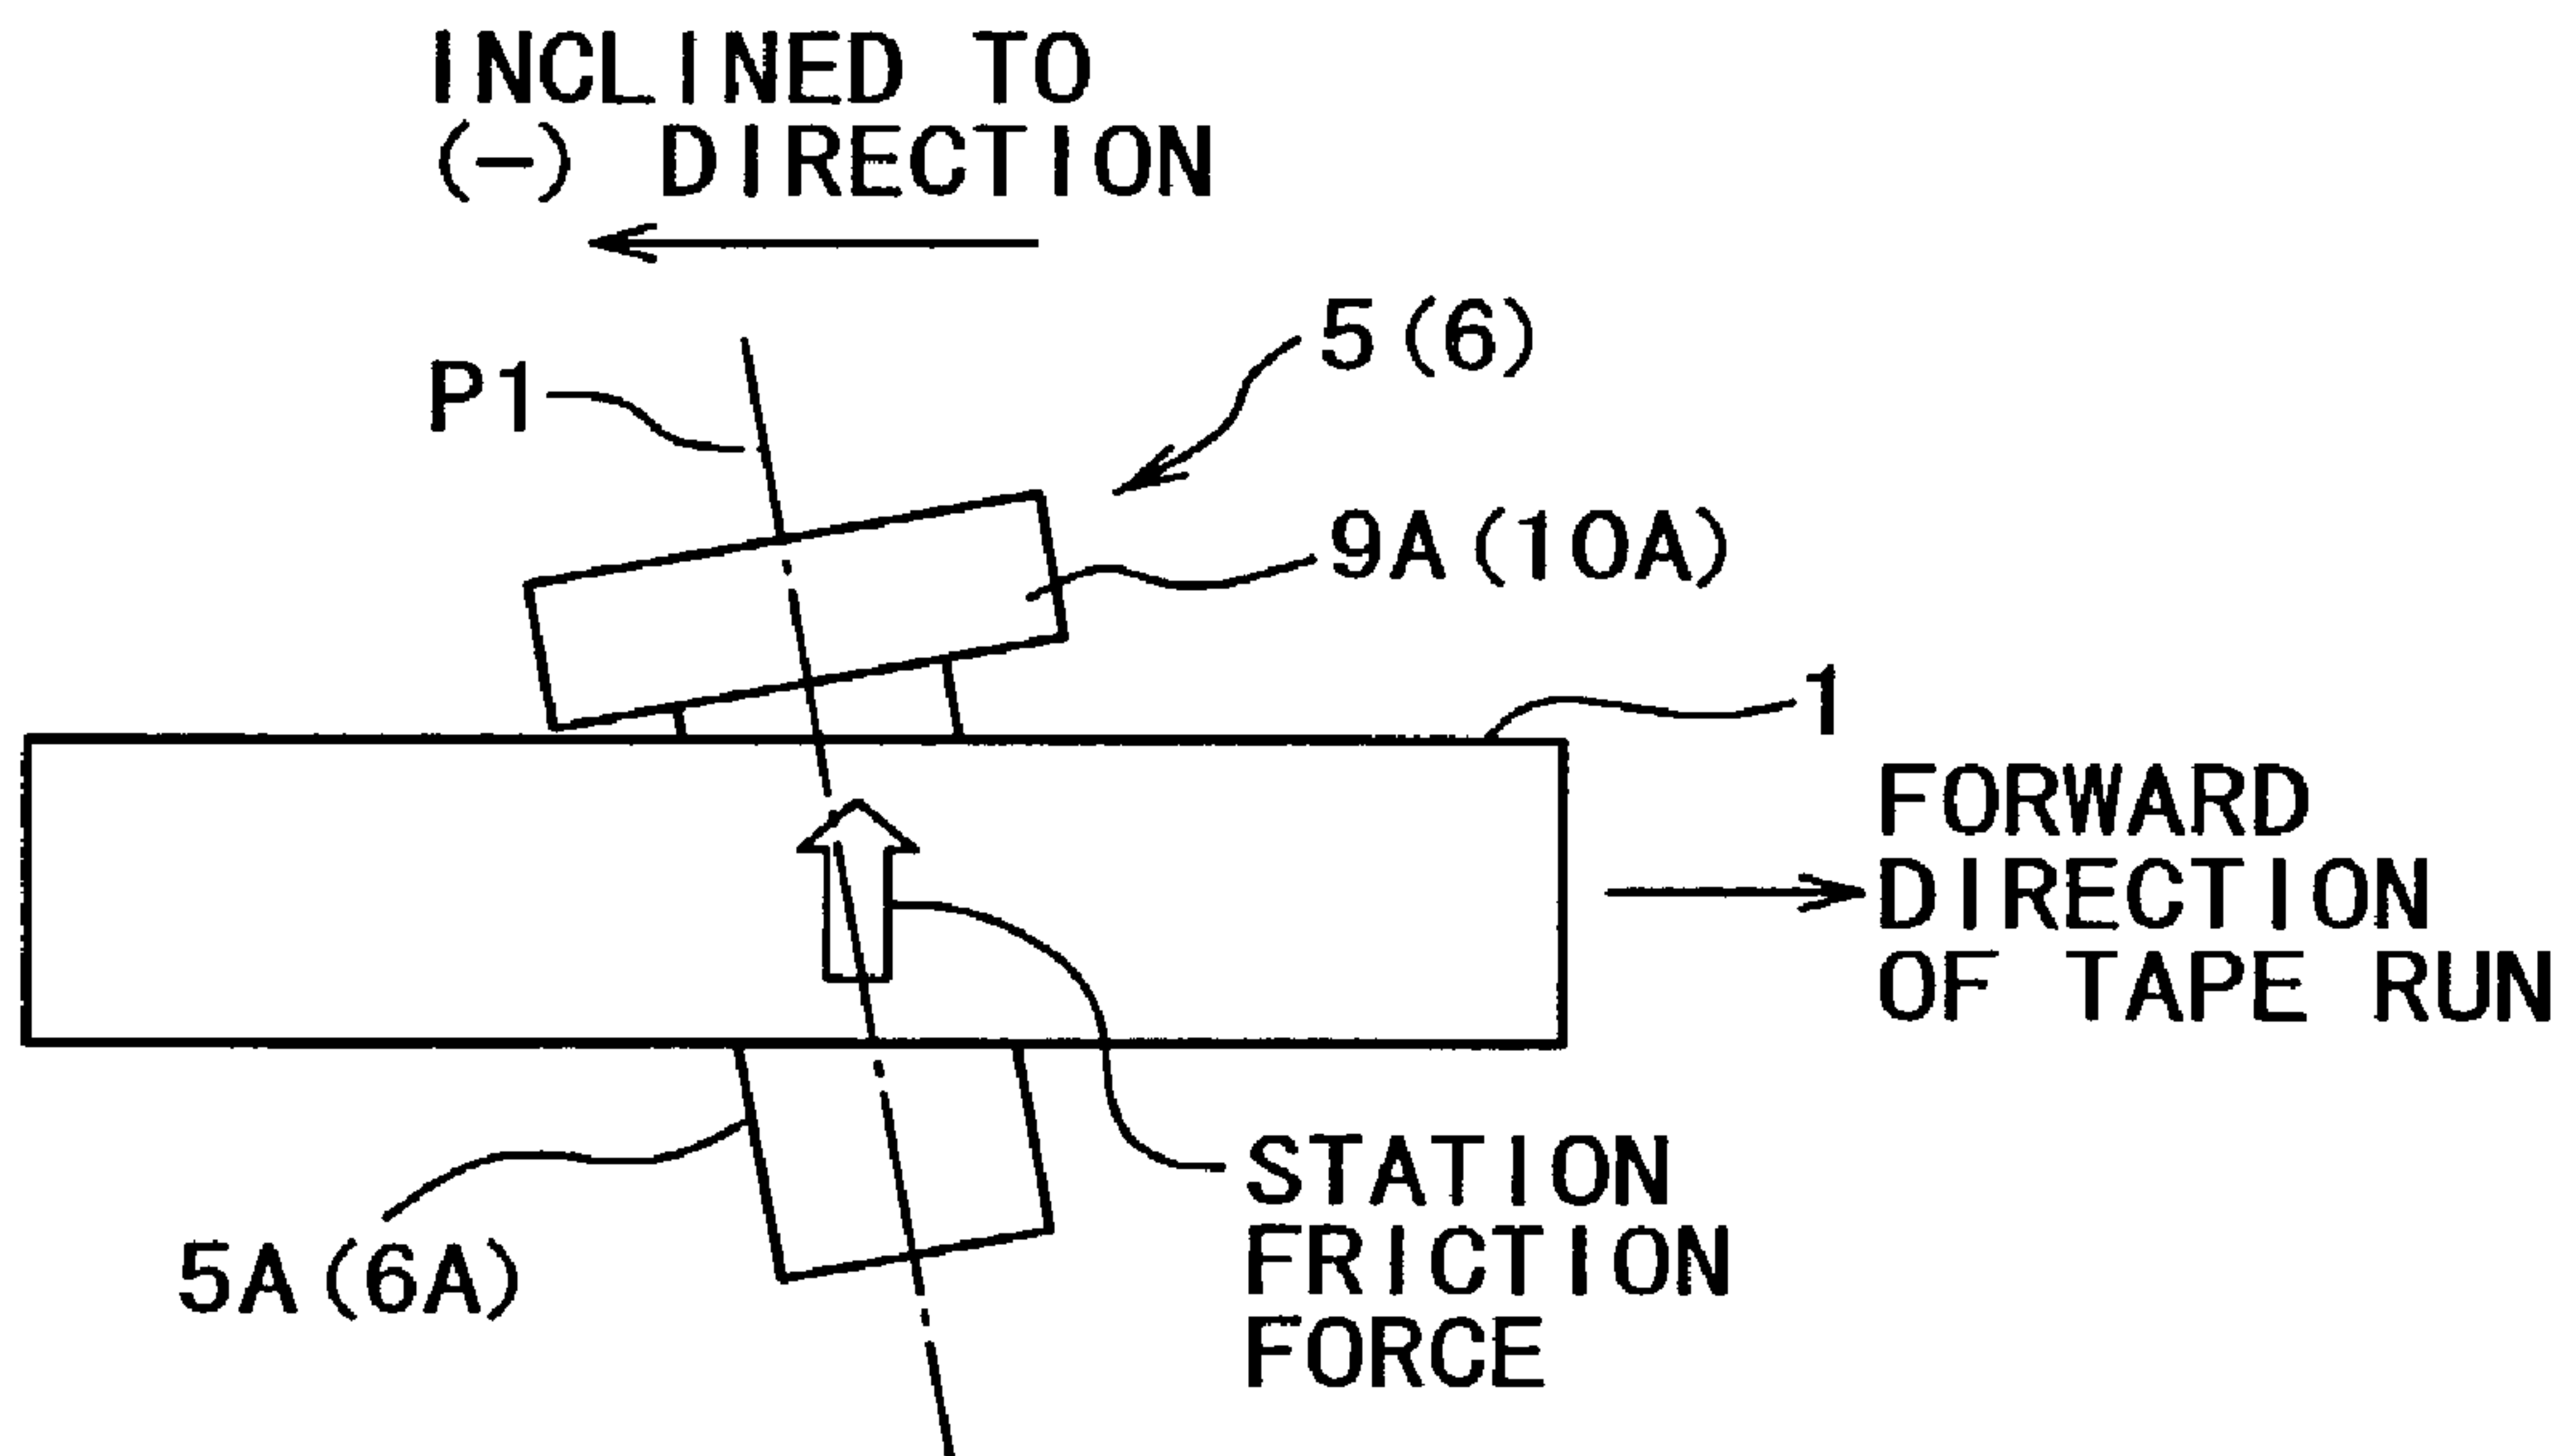 INCLINED TO
(-) DIRECTION
P1
5(6)
9A(10A)
1
FORWARD
DIRECTION
OF TAPE RUN
5A(6A)
STATION
FRICTION
FORCE